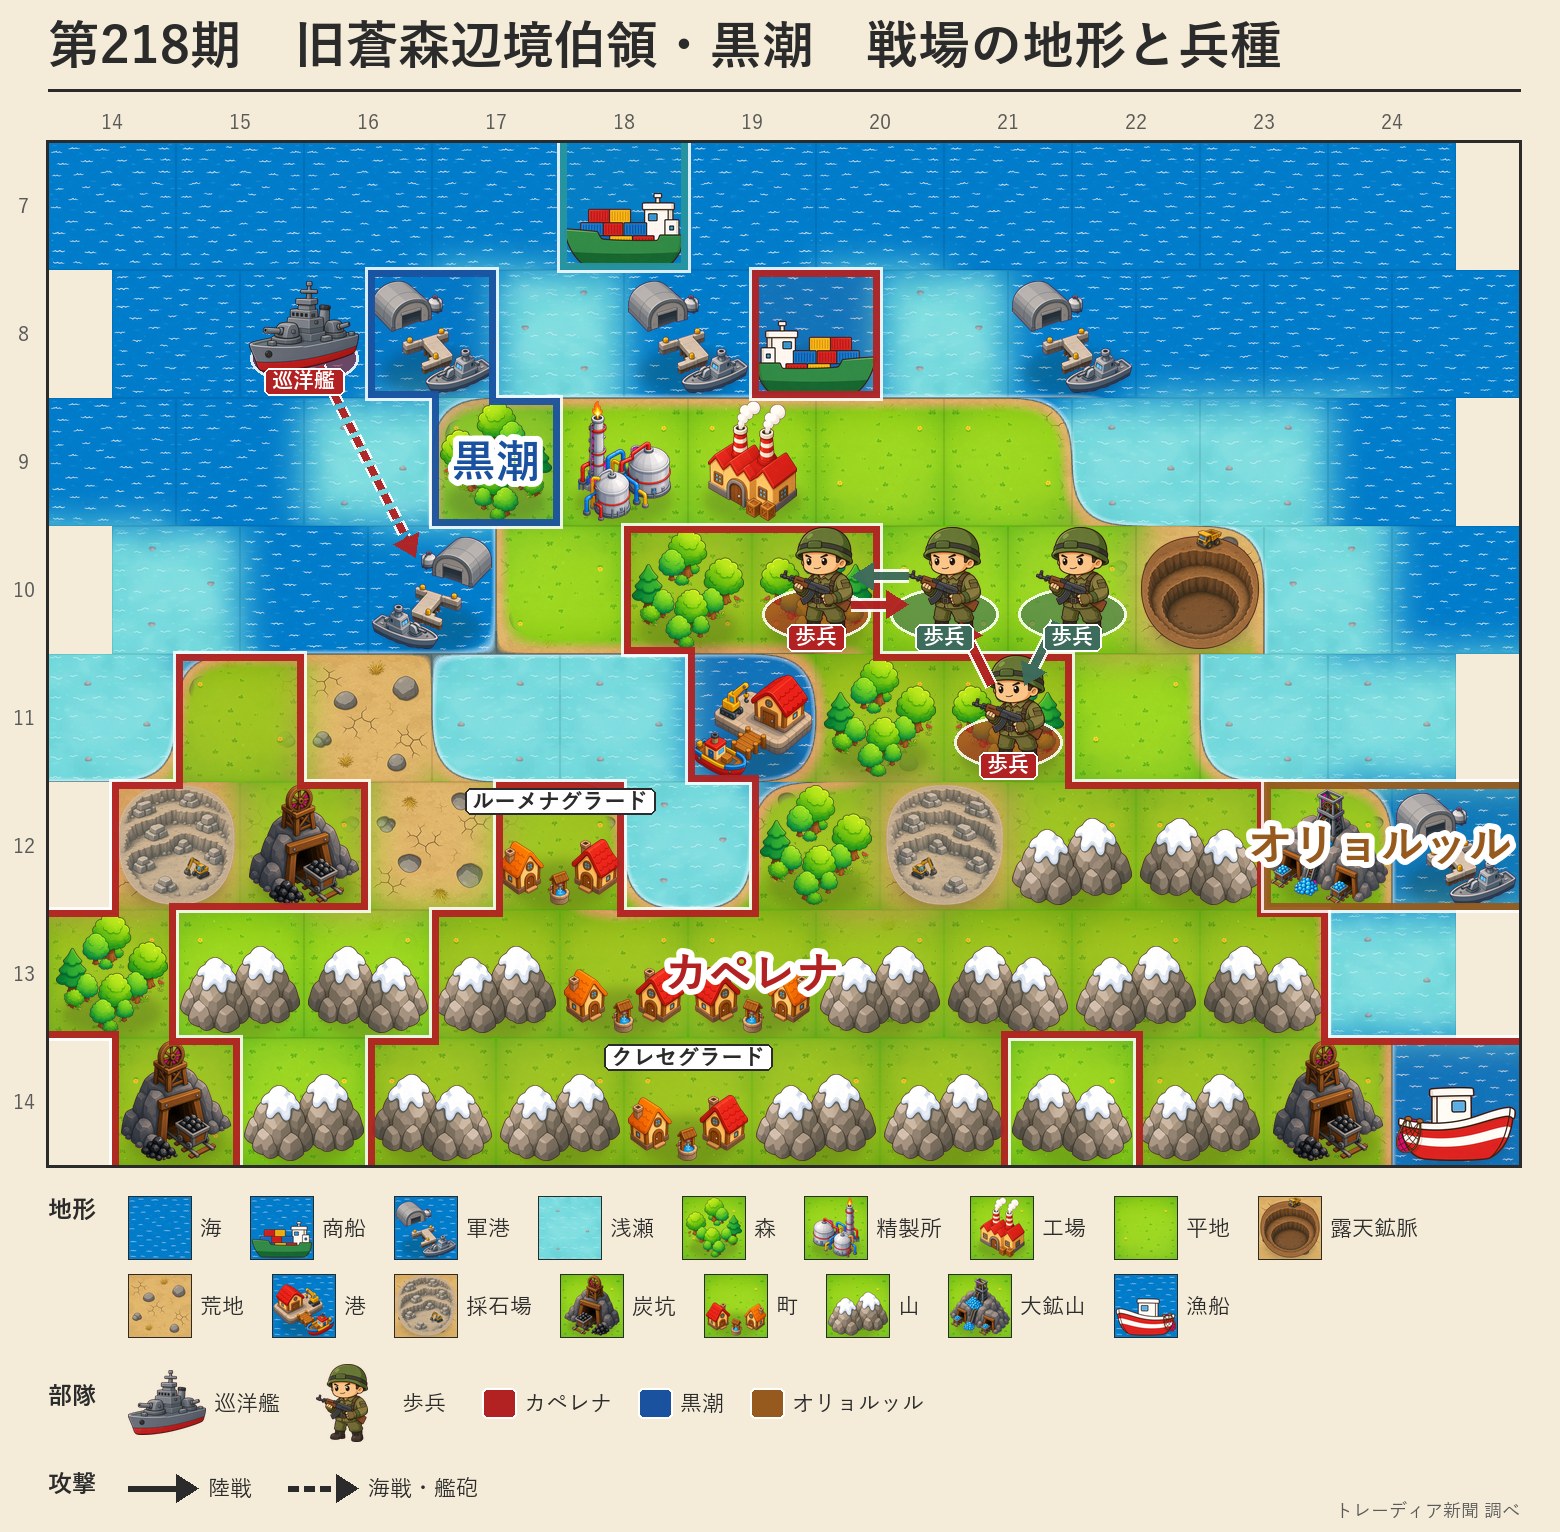 第218期　旧蒼森辺境伯領・黒潮　戦場の地形と兵種
14 15 16 17 18 19 20 21 22 23 24
7
8
巡洋艦
9
黒潮
10
歩兵 歩兵 歩兵
11
歩兵
ルーメナグラード
12
オリョルッル
13
カペレナ
クレセグラード
14
地形 海 商船 軍港 浅瀬 森 精製所 工場 平地 露天鉱脈
荒地 港 採石場 炭坑 町 山 大鉱山 漁船
部隊 巡洋艦 歩兵 カペレナ 黒潮 オリョルッル
攻撃 陸戦 海戦・艦砲
トレーディア新聞 調べ